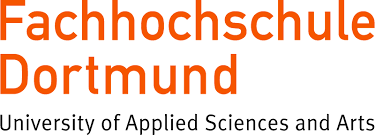 Fachhochschule
Dortmund
University of Applied Sciences and Arts